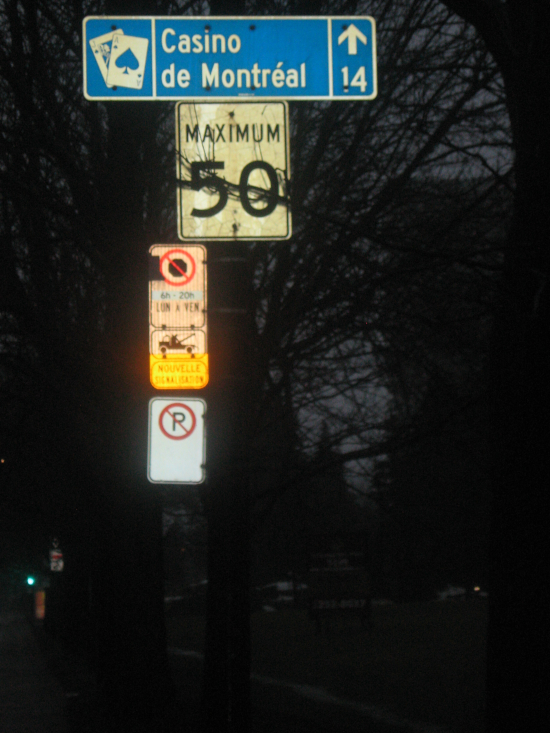 Casino
de Montréal
14
MAXIMUM
50
6h - 20h
LUN À VEN
NOUVELLE
SIGNALISATION
P